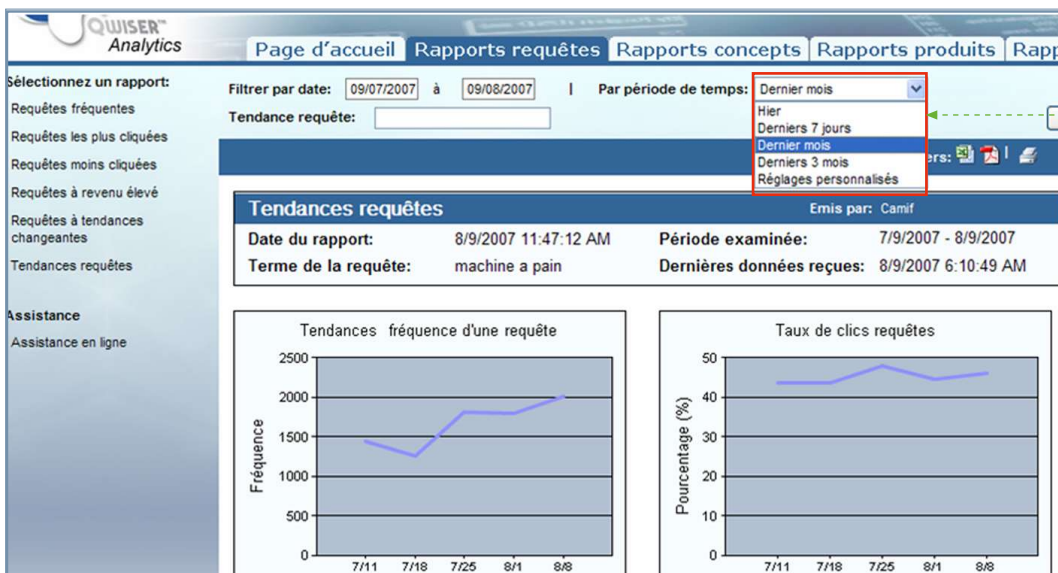 QWISER™
Analytics
Page d'accueil
Rapports requêtes
Rapports concepts
Rapports produits
Rapp
Sélectionnez un rapport:
Requêtes fréquentes
Requêtes les plus cliquées
Requêtes moins cliquées
Requêtes à revenu élevé
Requêtes à tendances
changeantes
Tendances requêtes
Assistance
Assistance en ligne
Filtrer par date: 09/07/2007 à 09/08/2007 | Par période de temps: Dernier mois
Tendance requête:
Hier
Derniers 7 jours
Dernier mois
Derniers 3 mois
Réglages personnalisés
ers:
Tendances requêtes
Emis par: Camif
Date du rapport: 8/9/2007 11:47:12 AM
Période examinée: 7/9/2007 - 8/9/2007
Terme de la requête: machine a pain
Dernières données reçues: 8/9/2007 6:10:49 AM
Tendances fréquence d'une requête
Fréquence
2500
2000
1500
1000
500
0
7/11 7/18 7/25 8/1 8/8
Taux de clics requêtes
Pourcentage (%)
50
40
30
20
10
0
7/11 7/18 7/25 8/1 8/8